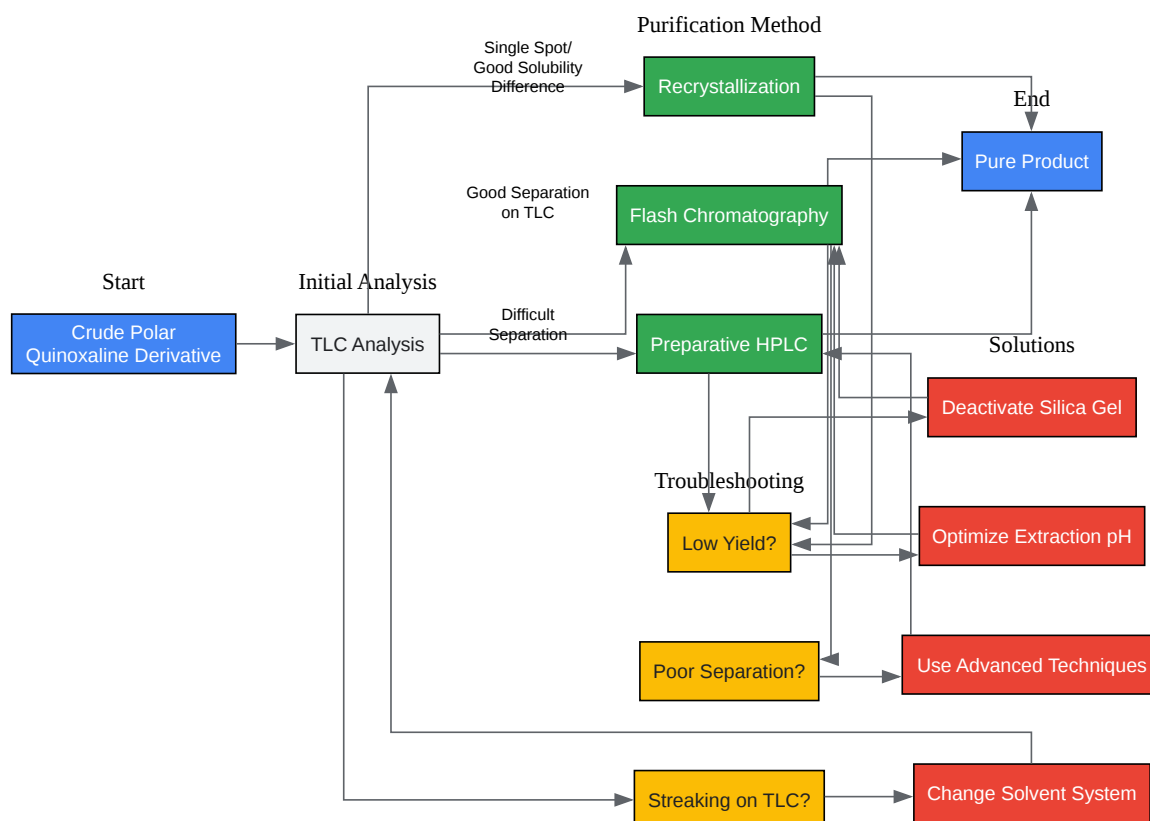 Purification Method
Single Spot/
Good Solubility
Difference
Recrystallization
End
Pure Product
Good Separation
on TLC
Flash Chromatography
Start
Initial Analysis
Crude Polar
Quinoxaline Derivative
TLC Analysis
Difficult
Separation
Preparative HPLC
Solutions
Deactivate Silica Gel
Troubleshooting
Low Yield?
Optimize Extraction pH
Poor Separation?
Use Advanced Techniques
Streaking on TLC?
Change Solvent System